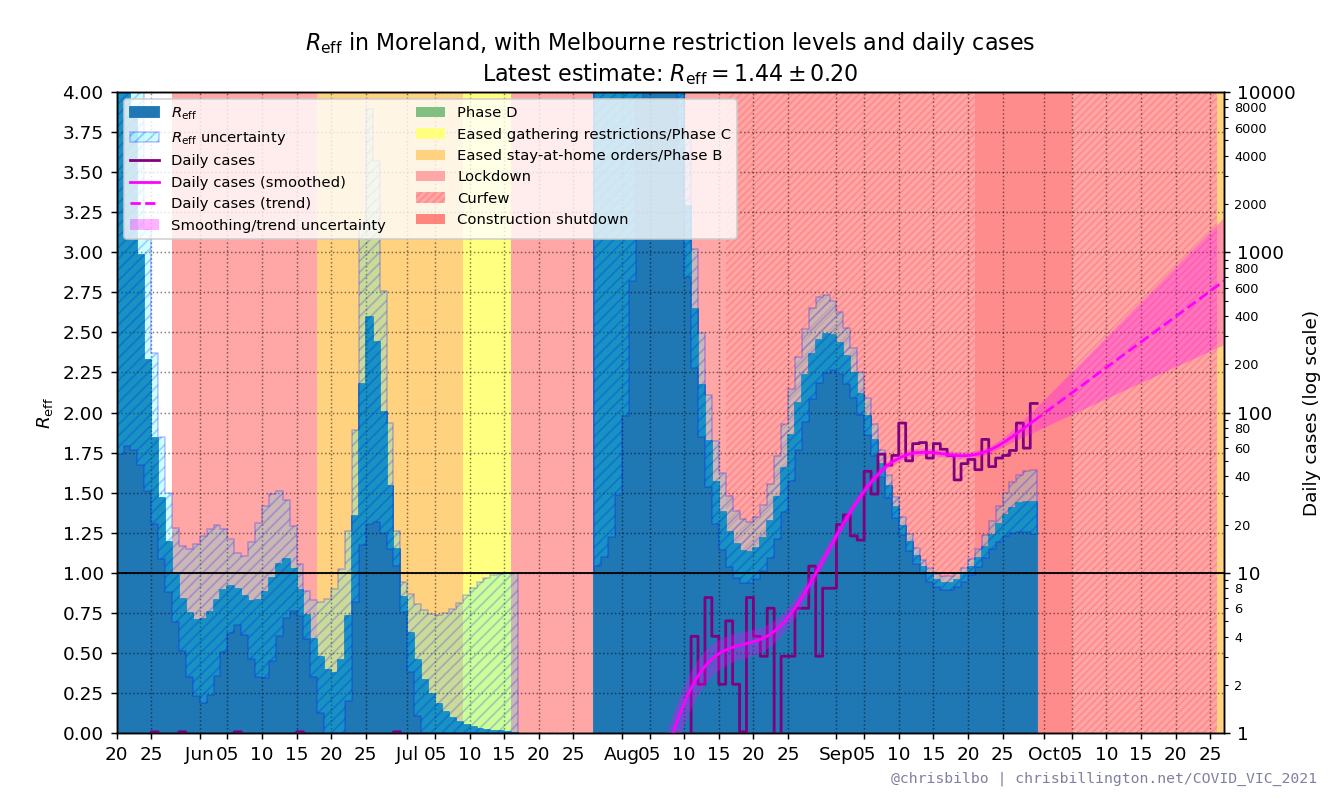 Reff in Moreland, with Melbourne restriction levels and daily cases
Latest estimate: Reff = 1.44 ± 0.20
Reff
Reff uncertainty
Daily cases
Daily cases (smoothed)
Daily cases (trend)
Smoothing/trend uncertainty
Phase D
Eased gathering restrictions/Phase C
Eased stay-at-home orders/Phase B
Lockdown
Curfew
Construction shutdown
Reff
4.00
3.75
3.50
3.25
3.00
2.75
2.50
2.25
2.00
1.75
1.50
1.25
1.00
0.75
0.50
0.25
0.00
20 25 Jun 05 10 15 20 25 Jul 05 10 15 20 25 Aug 05 10 15 20 25 Sep 05 10 15 20 25 Oct 05 10 15 20 25
10000
8000
6000
4000
2000
1000
800
600
400
200
100
80
60
40
20
10
8
6
4
2
1
Daily cases (log scale)
@chrisbilbo | chrisbillington.net/COVID_VIC_2021